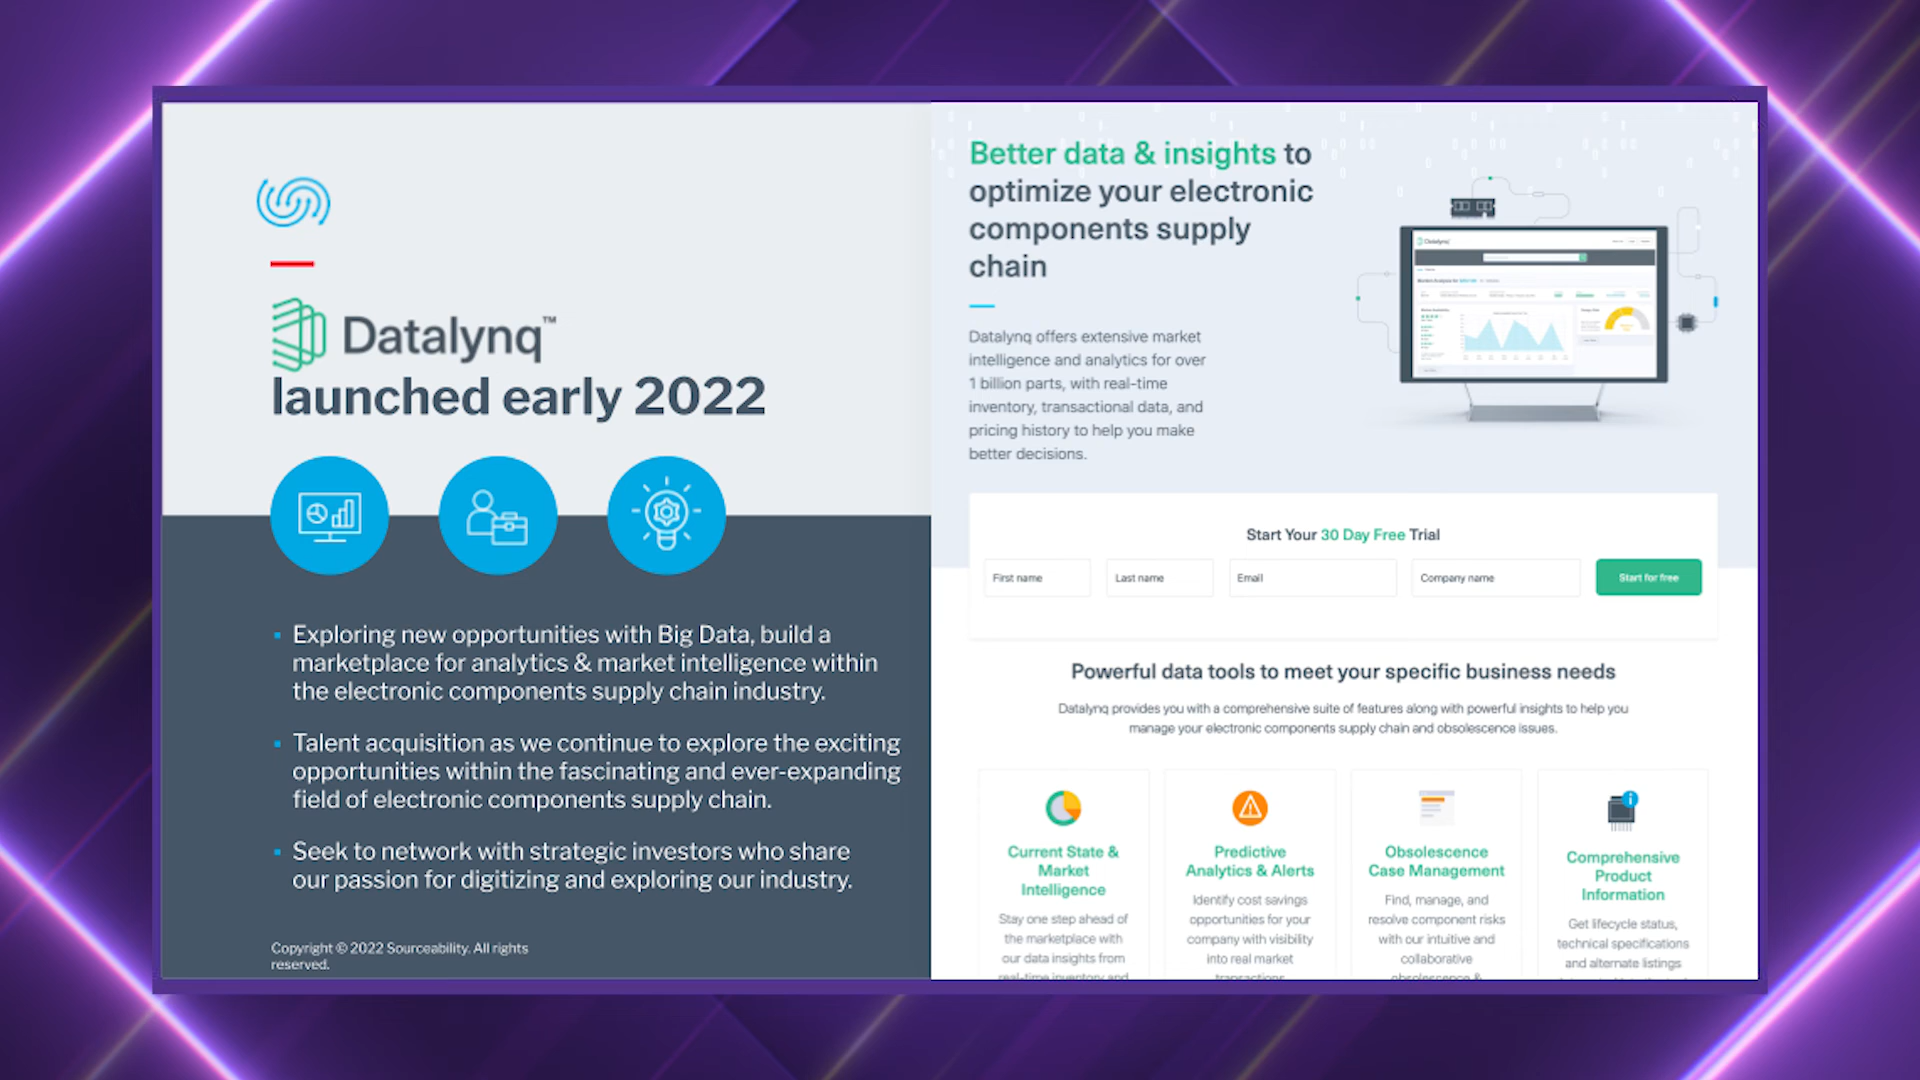 Datalynq™
launched early 2022
Exploring new opportunities with Big Data, build a
marketplace for analytics & market intelligence within
the electronic components supply chain industry.
Talent acquisition as we continue to explore the exciting
opportunities within the fascinating and ever-expanding
field of electronic components supply chain.
Seek to network with strategic investors who share
our passion for digitizing and exploring our industry.
Copyright © 2022 Sourceability. All rights
reserved.
Better data & insights to
optimize your electronic
components supply
chain
Datalynq offers extensive market
intelligence and analytics for over
1 billion parts, with real-time
inventory, transactional data, and
pricing history to help you make
better decisions.
Datalynq
Start Your 30 Day Free Trial
First name
Last name
Email
Company name
Start for free
Powerful data tools to meet your specific business needs
Datalynq provides you with a comprehensive suite of features along with powerful insights to help you
manage your electronic components supply chain and obsolescence issues.
Current State &
Market
Intelligence
Stay one step ahead of
the marketplace with
our data insights from
real-time inventory and
Predictive
Analytics & Alerts
Identify cost savings
opportunities for your
company with visibility
into real market
transactions
Obsolescence
Case Management
Find, manage, and
resolve component risks
with our intuitive and
collaborative
obsolescence &
Comprehensive
Product
Information
Get lifecycle status,
technical specifications
and alternate listings